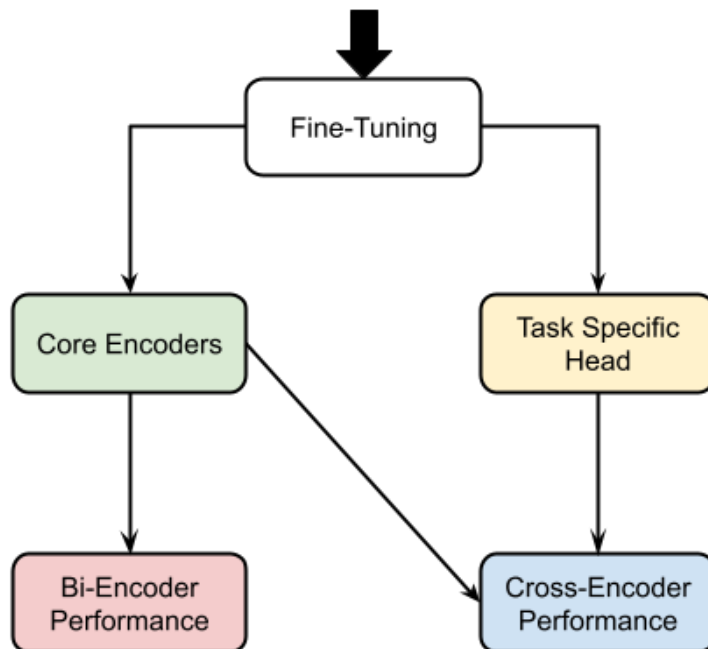 Fine-Tuning
Core Encoders
Task Specific
Head
Bi-Encoder
Performance
Cross-Encoder
Performance